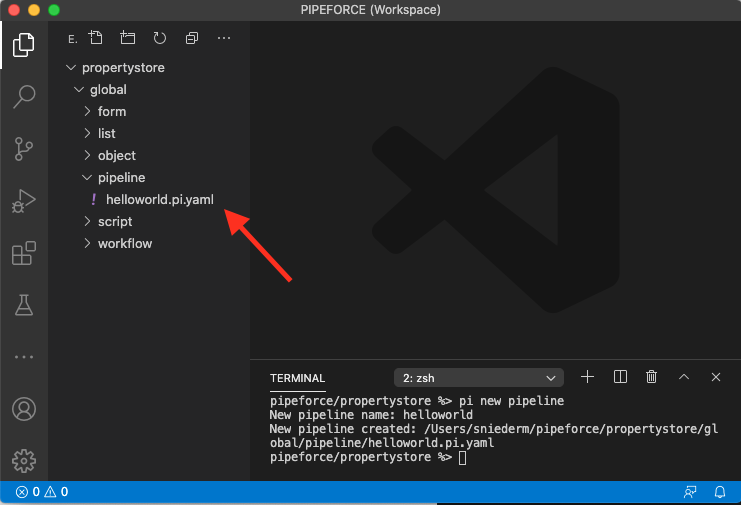 PIPEFORCE (Workspace)
E.
propertystore
global
form
list
object
pipeline
! helloworld.pi.yaml
script
workflow
TERMINAL
2: zsh
pipeforce/propertystore %> pi new pipeline
New pipeline name: helloworld
New pipeline created: /Users/sniederm/pipeforce/propertystore/gl
obal/pipeline/helloworld.pi.yaml
pipeforce/propertystore %>
0 0